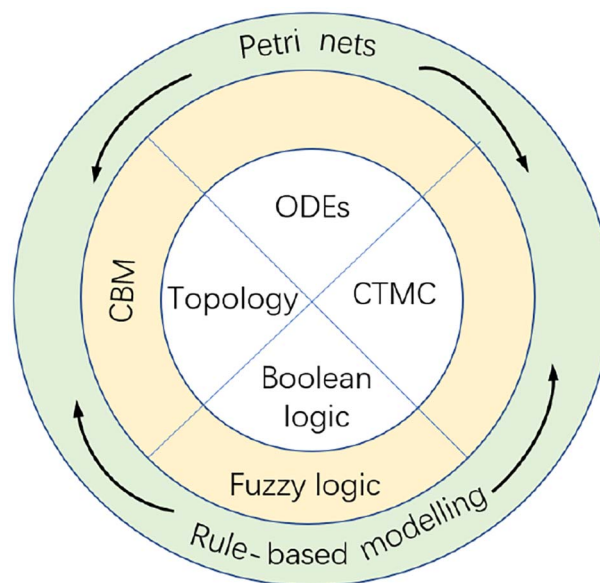 Petri nets
ODEs
CBM
Topology
CTMC
Boolean
logic
Fuzzy logic
Rule-based modelling